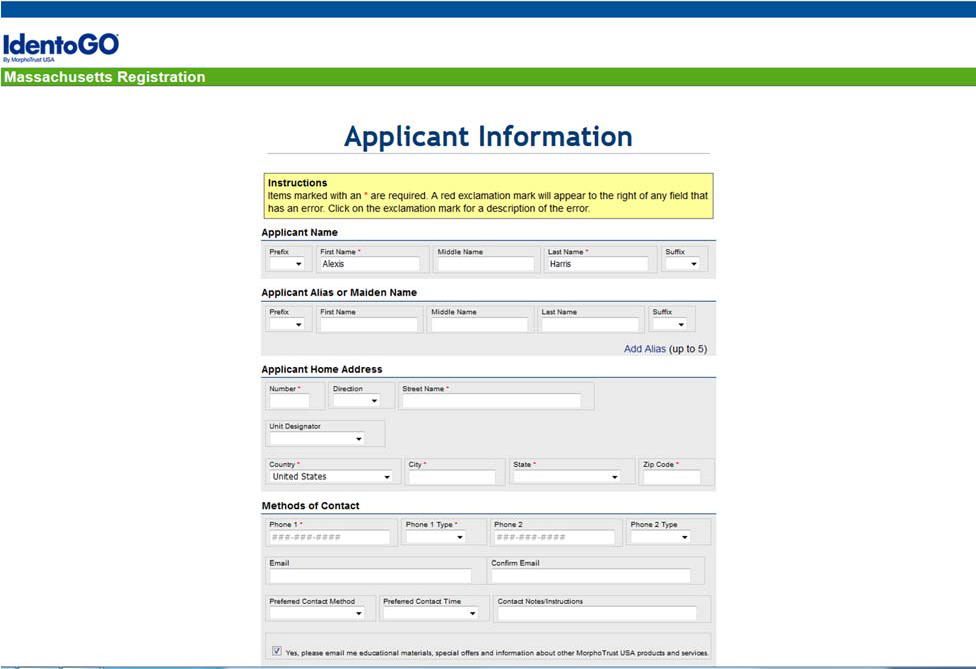 IdentoGO
By MorphoTrust USA
Massachusetts Registration
Applicant Information
Instructions
Items marked with an * are required. A red exclamation mark will appear to the right of any field that
has an error. Click on the exclamation mark for a description of the error.
Applicant Name
Prefix First Name * Middle Name Last Name * Suffix
Alexis Harris
Applicant Alias or Maiden Name
Prefix First Name Middle Name Last Name Suffix
Add Alias (up to 5)
Applicant Home Address
Number * Direction Street Name *
Unit Designator
Country * City * State * Zip Code *
United States
Methods of Contact
Phone 1 * Phone 1 Type * Phone 2 Phone 2 Type
###-###-#### ###-###-####
Email Confirm Email
Preferred Contact Method Preferred Contact Time Contact Notes/Instructions
Yes, please email me educational materials, special offers and information about other MorphoTrust USA products and services.